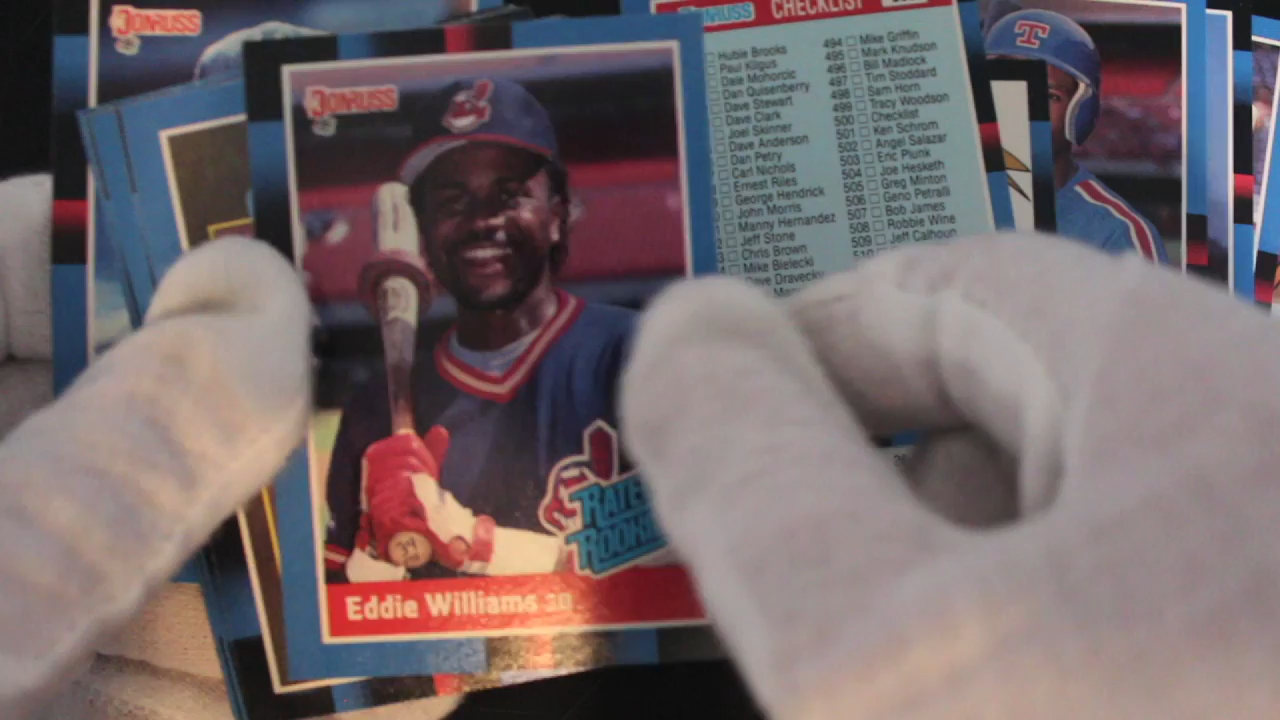 DONRUSS
DONRUSS
CHECKLIST
Hubie Brooks
Paul Kilgus
Dale Mohorcic
Dan Quisenberry
Dave Stewart
Dave Clark
Joel Skinner
Dave Anderson
Dan Petry
Carl Nichols
Ernest Riles
George Hendrick
John Morris
Manny Hernandez
Jeff Stone
Chris Brown
Mike Bielecki
Dave Dravecky
494 Mike Griffin
495 Mark Knudson
496 Bill Madlock
497 Tim Stoddard
498 Sam Horn
499 Tracy Woodson
500 Checklist
501 Ken Schrom
502 Angel Salazar
503 Eric Plunk
504 Joe Hesketh
505 Greg Minton
506 Geno Petralli
507 Bob James
508 Robbie Wine
509 Jeff Calhoun
T
DONRUSS
RATED
ROOKIE
Eddie Williams 3B